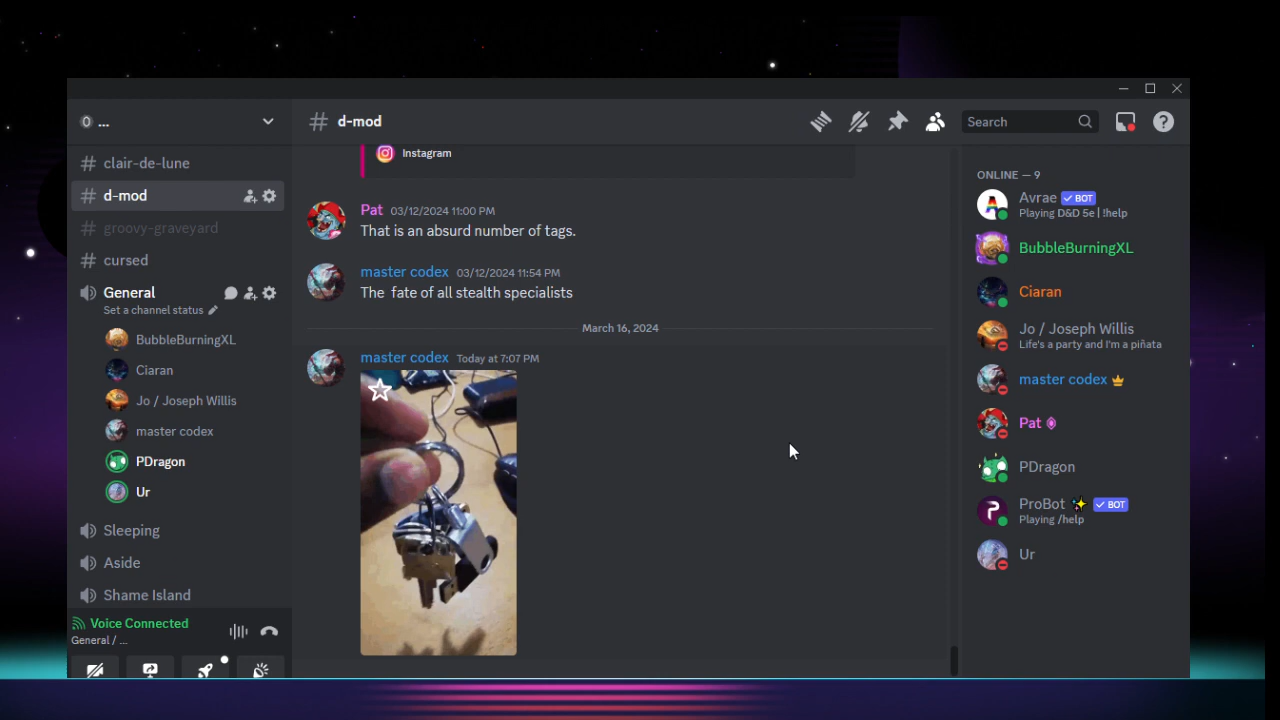 ...
d-mod
Search
clair-de-lune
d-mod
groovy-graveyard
cursed
General
Set a channel status
BubbleBurningXL
Ciaran
Jo / Joseph Willis
master codex
PDragon
Ur
Sleeping
Aside
Shame Island
Voice Connected
General / ...
Instagram
Pat 03/12/2024 11:00 PM
That is an absurd number of tags.
master codex 03/12/2024 11:54 PM
The fate of all stealth specialists
March 16, 2024
master codex Today at 7:07 PM
ONLINE — 9
Avrae BOT
Playing D&D 5e | !help
BubbleBurningXL
Ciaran
Jo / Joseph Willis
Life's a party and I'm a piñata
master codex
Pat
PDragon
ProBot BOT
Playing /help
Ur